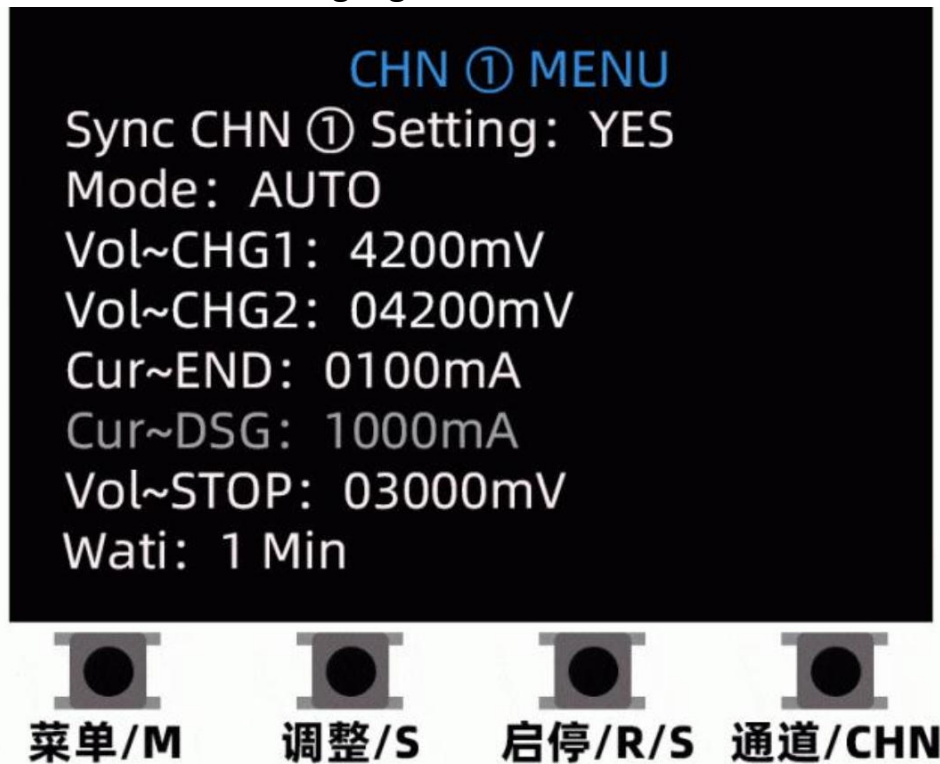 CHN ① MENU
Sync CHN ① Setting: YES
Mode: AUTO
Vol~CHG1: 4200mV
Vol~CHG2: 04200mV
Cur~END: 0100mA
Cur~DSG: 1000mA
Vol~STOP: 03000mV
Wati: 1 Min
菜单/M 调整/S 启停/R/S 通道/CHN